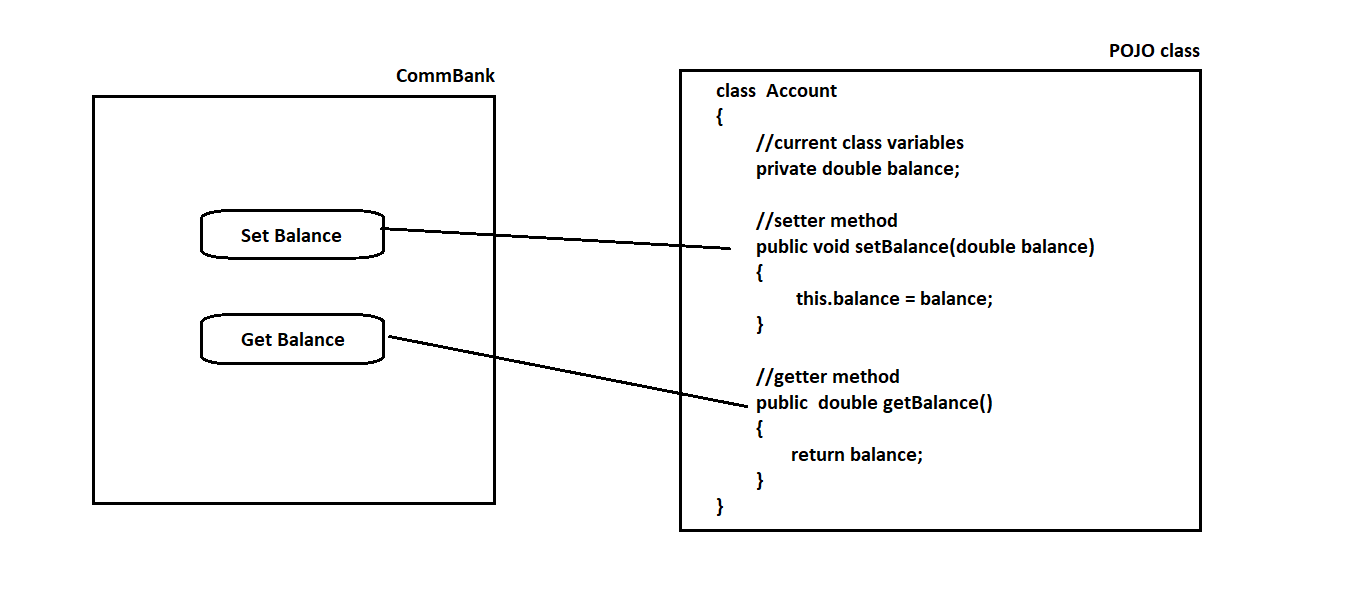 CommBank
Set Balance
Get Balance
POJO class
class  Account
{
//current class variables
private double balance;
//setter method
public void setBalance(double balance)
{
this.balance = balance;
}
//getter method
public  double getBalance()
{
return balance;
}
}